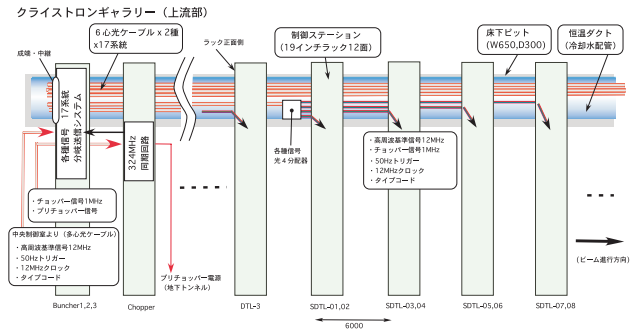 クライストロンギャラリー（上流部）
６心光ケーブル x ２種
x17系統
成端・中継
ラック正面側
制御ステーション
（19インチラック12面）
床下ピット
（W650,D300）
恒温ダクト
（冷却水配管）
各種信号　17系統
分岐送信システム
324MHz
同期回路
各種信号
光４分配器
・高周波基準信号12MHz
・チョッパー信号1MHz
・50Hzトリガー
・12MHzクロック
・タイプコード
・チョッパー信号1MHz
・プリチョッパー信号
中央制御室より（多心光ケーブル）
・高周波基準信号12MHz
・50Hzトリガー
・12MHzクロック
・タイプコード
プリチョッパー電源
（地下トンネル）
（ビーム進行方向）
Buncher1,2,3
Chopper
DTL-3
SDTL-01,02
SDTL-03,04
SDTL-05,06
SDTL-07,08
6000